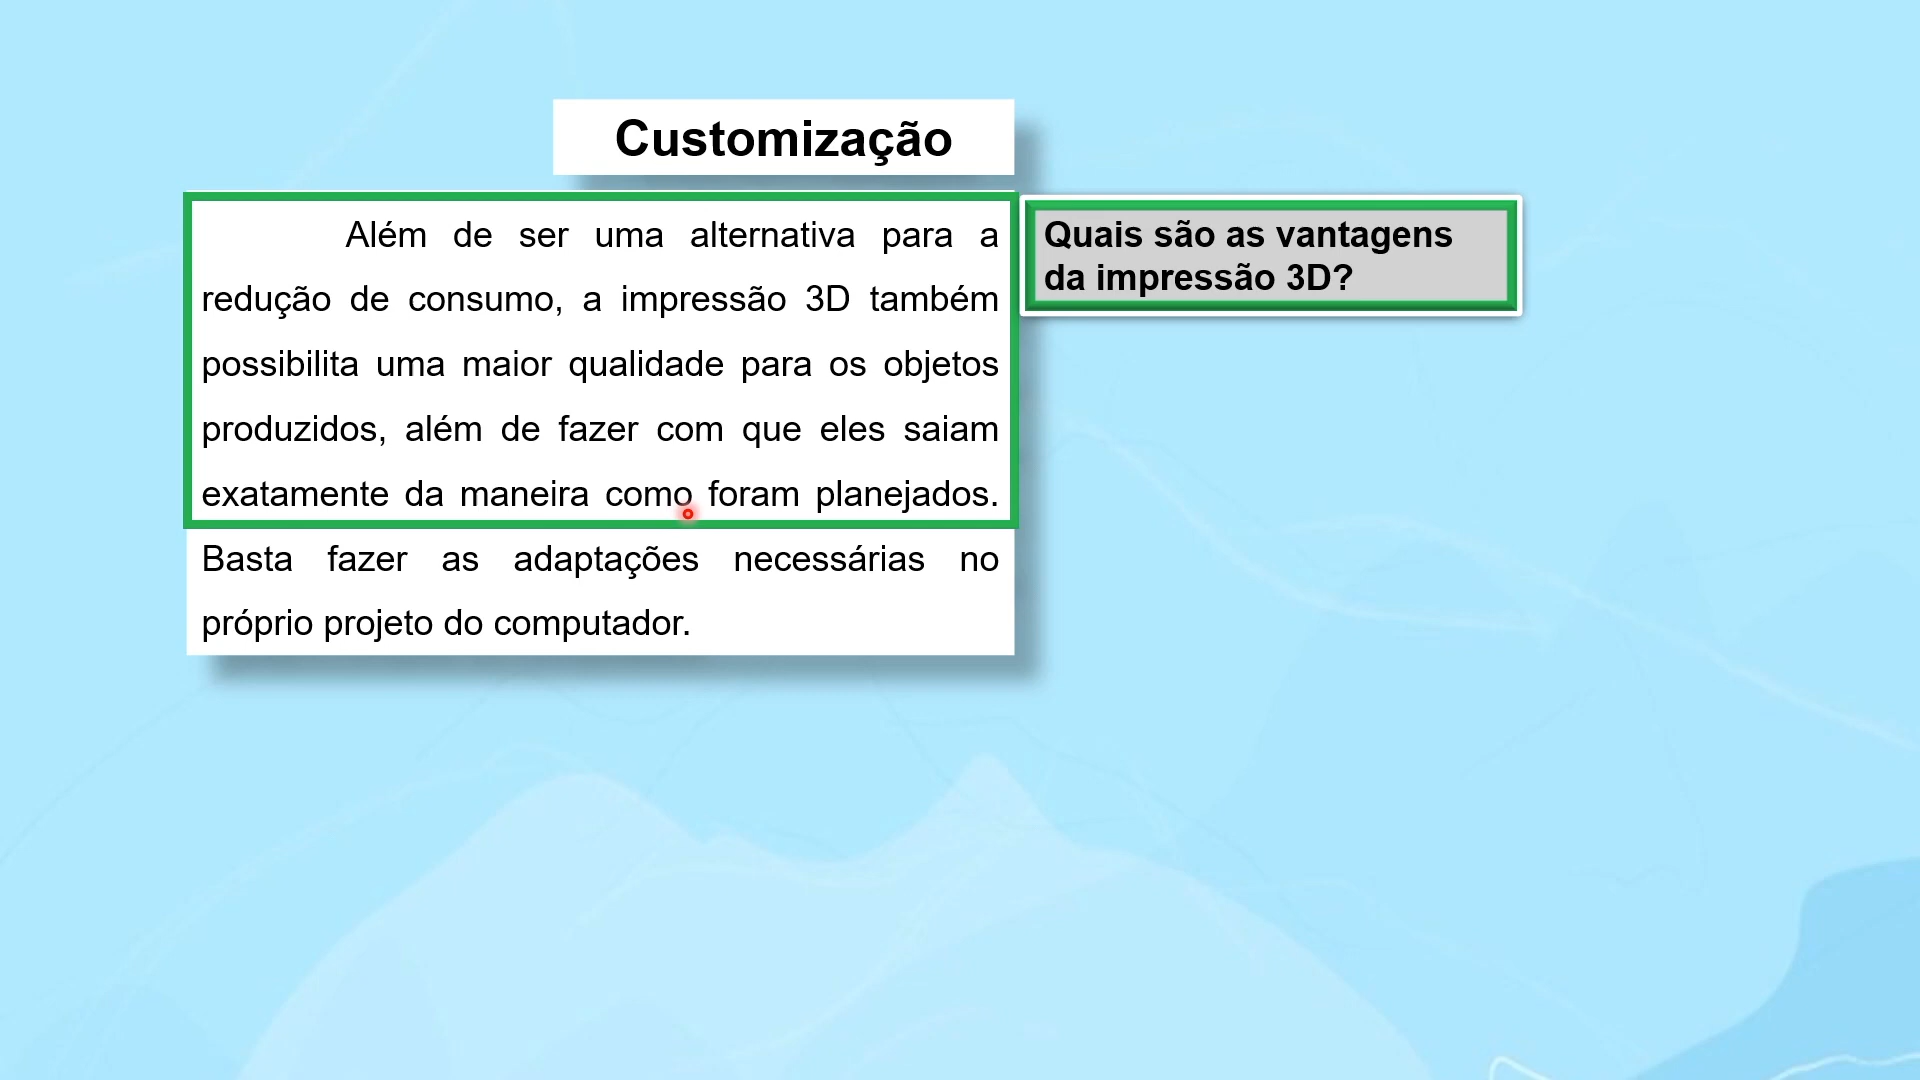 Customização
Além de ser uma alternativa para a
redução de consumo, a impressão 3D também
possibilita uma maior qualidade para os objetos
produzidos, além de fazer com que eles saiam
exatamente da maneira como foram planejados.
Basta fazer as adaptações necessárias no
próprio projeto do computador.
Quais são as vantagens
da impressão 3D?